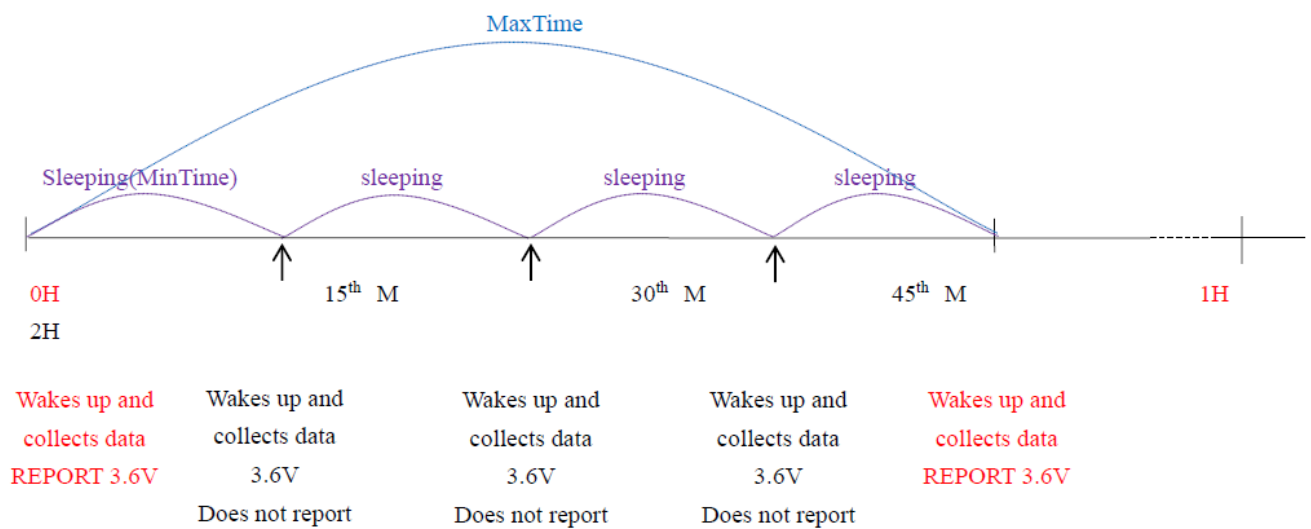 MaxTime
Sleeping(MinTime) sleeping sleeping sleeping
0H 15th M 30th M 45th M 1H
2H
Wakes up and Wakes up and Wakes up and Wakes up and Wakes up and
collects data collects data collects data collects data collects data
REPORT 3.6V 3.6V 3.6V 3.6V REPORT 3.6V
Does not report Does not report Does not report